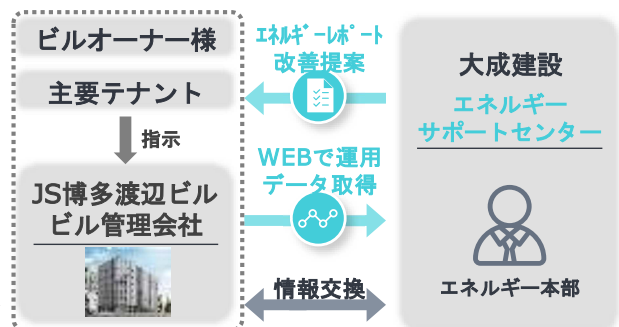 ビルオーナー様
主要テナント
指示
JS博多渡辺ビル
ビル管理会社
ｴﾈﾙｷﾞｰﾚﾎﾟｰﾄ
改善提案
WEBで運用
データ取得
情報交換
大成建設
エネルギー
サポートセンター
エネルギー本部